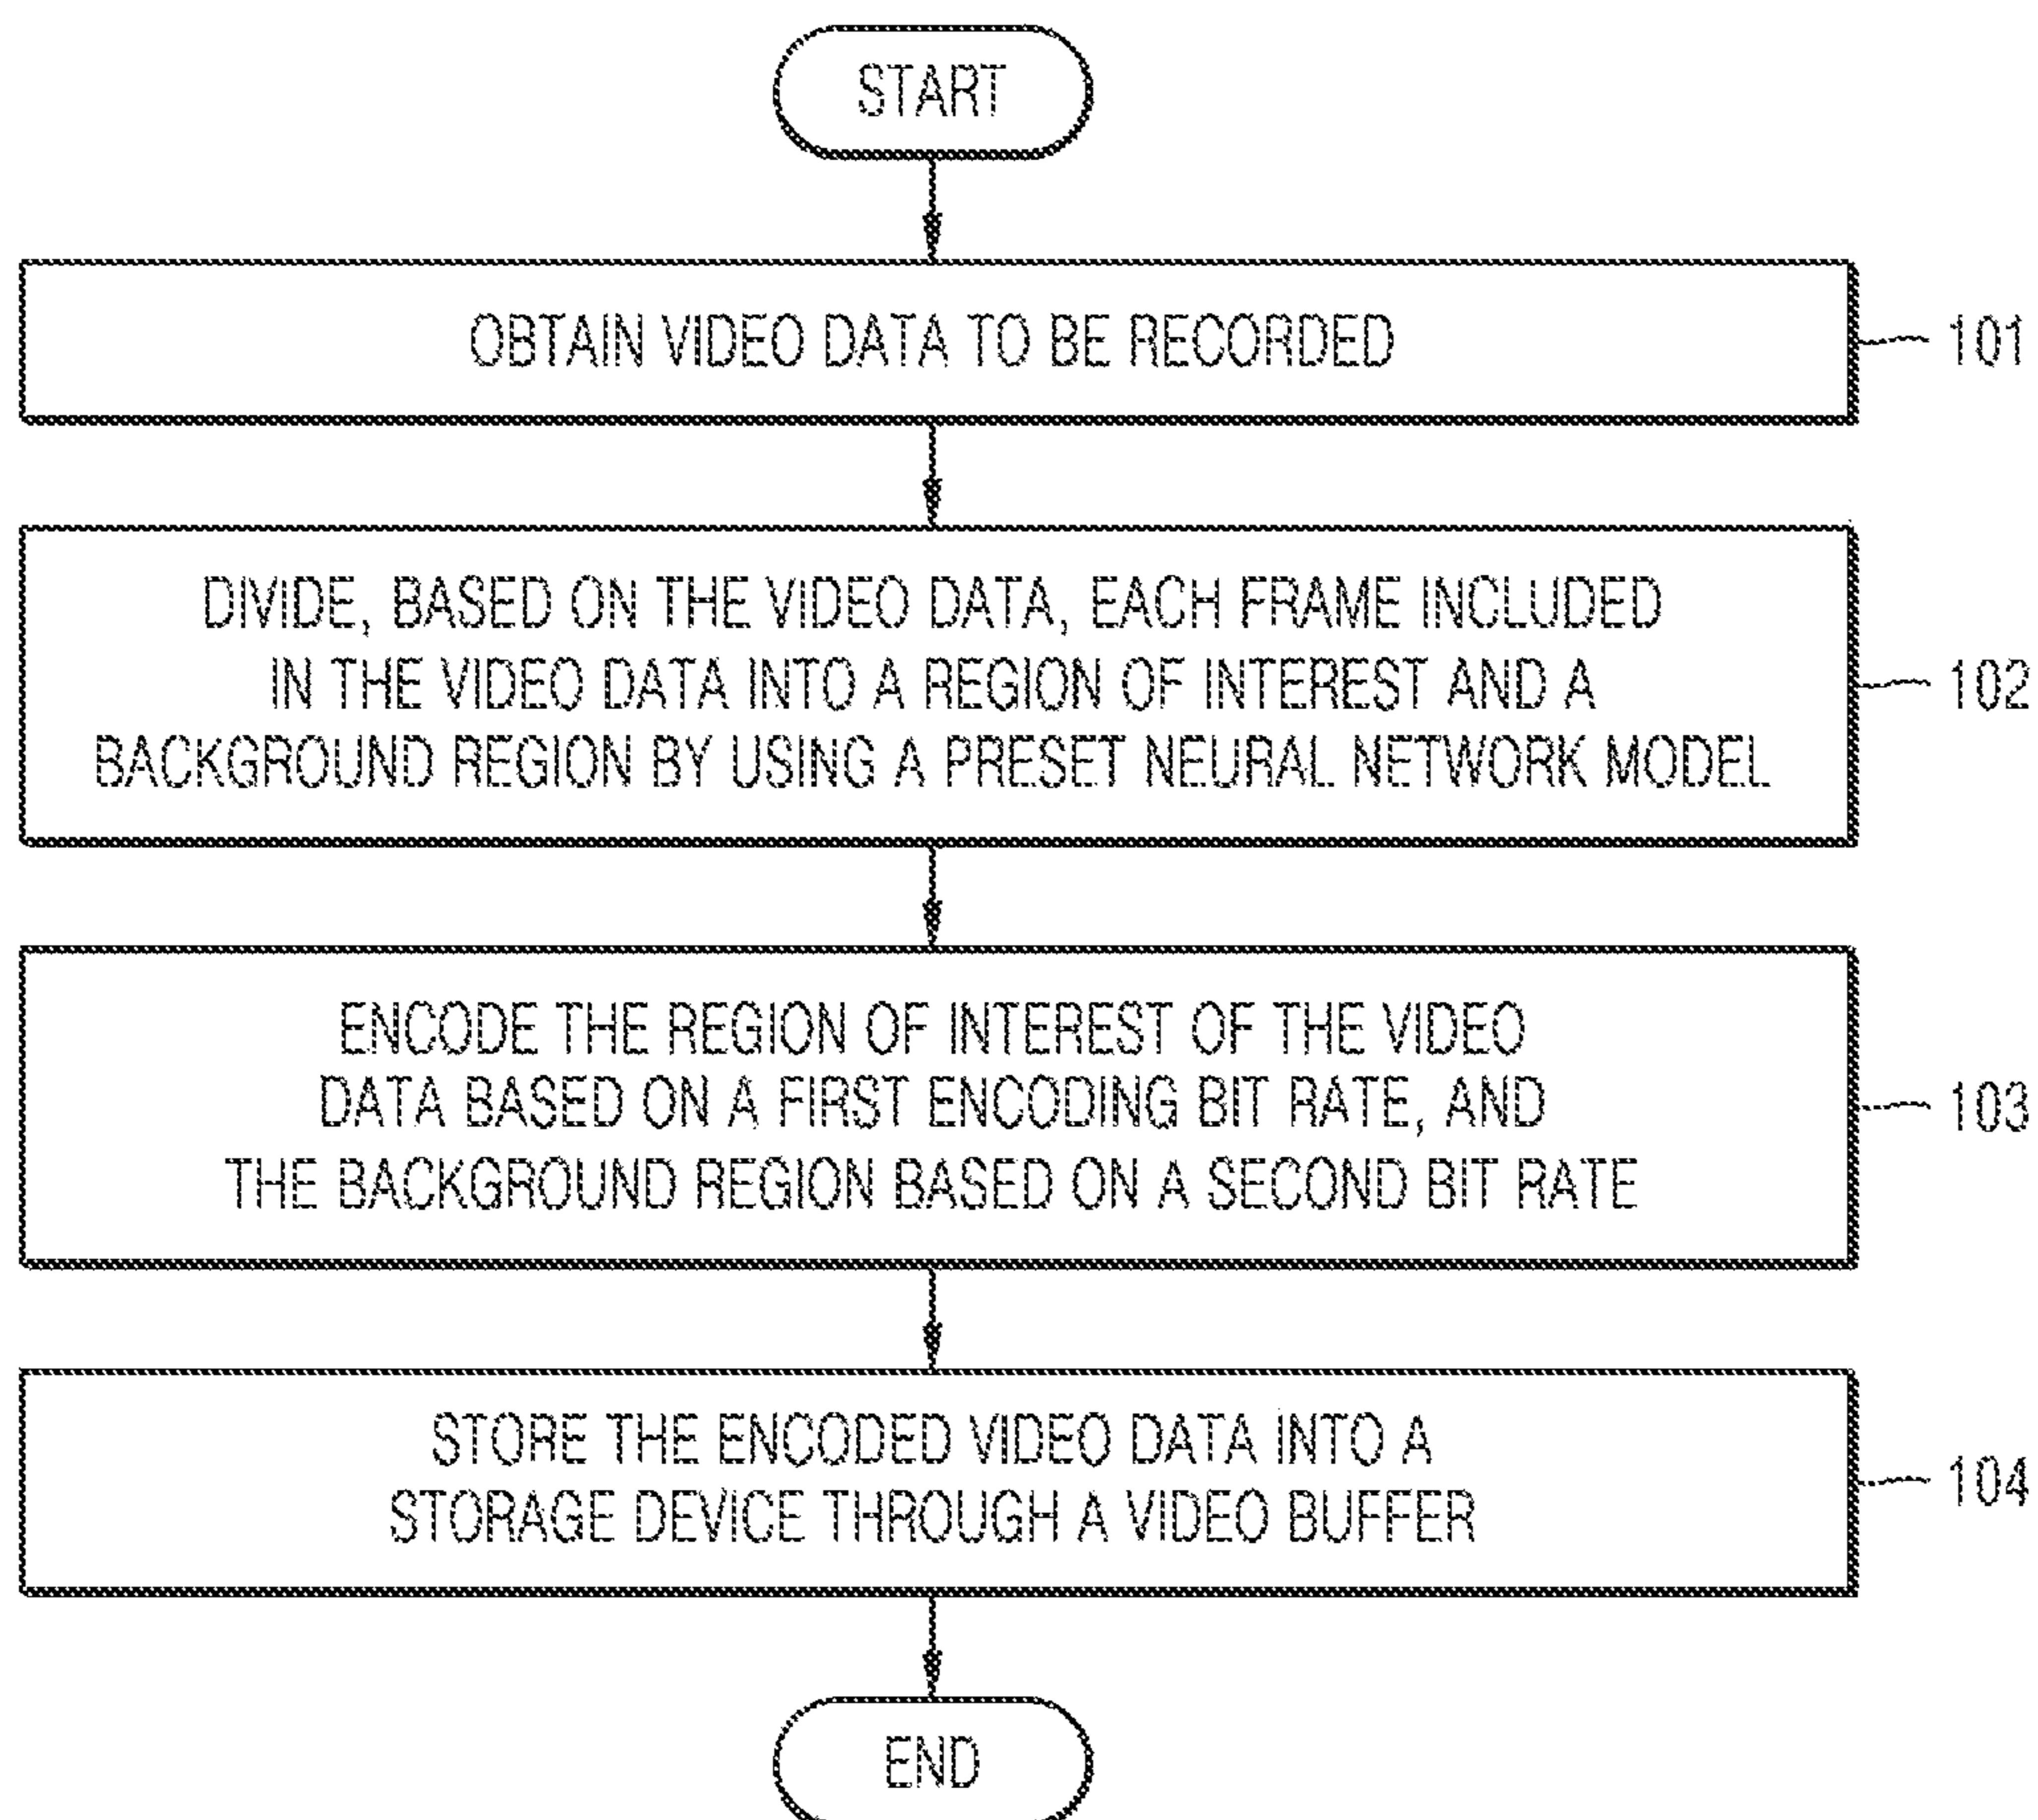 START
OBTAIN VIDEO DATA TO BE RECORDED
101
DIVIDE, BASED ON THE VIDEO DATA, EACH FRAME INCLUDED
IN THE VIDEO DATA INTO A REGION OF INTEREST AND A
BACKGROUND REGION BY USING A PRESET NEURAL NETWORK MODEL
102
ENCODE THE REGION OF INTEREST OF THE VIDEO
DATA BASED ON A FIRST ENCODING BIT RATE, AND
THE BACKGROUND REGION BASED ON A SECOND BIT RATE
103
STORE THE ENCODED VIDEO DATA INTO A
STORAGE DEVICE THROUGH A VIDEO BUFFER
104
END